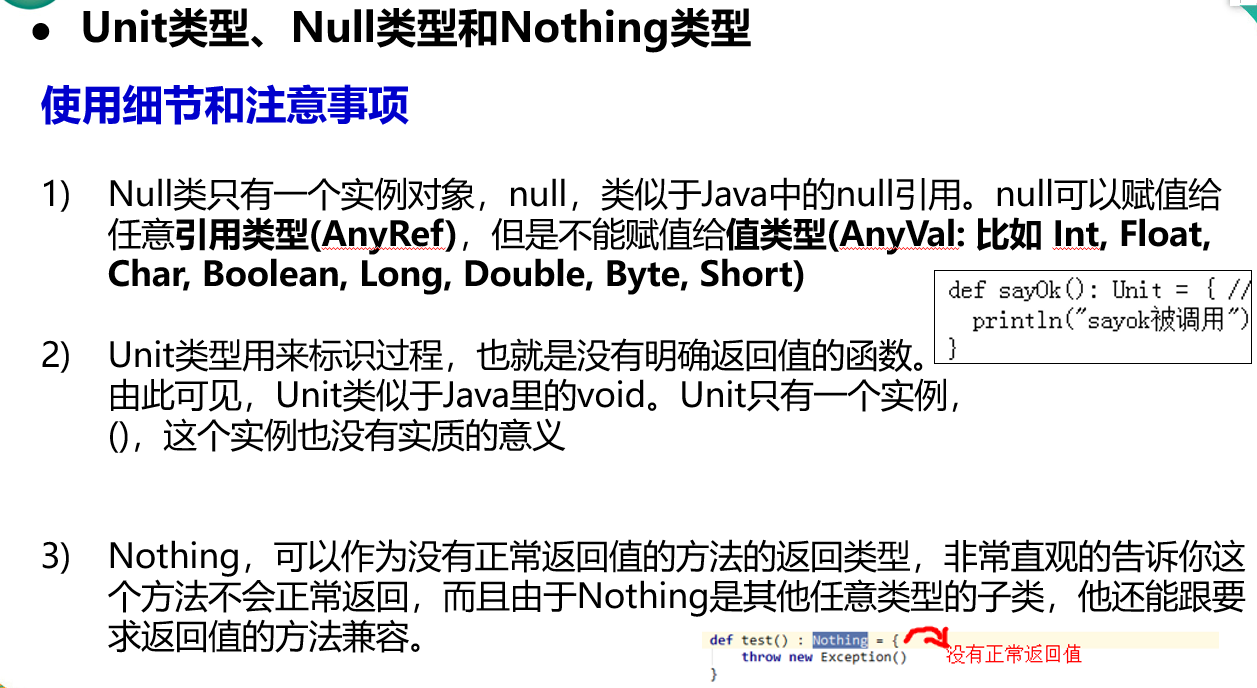 ● Unit类型、Null类型和Nothing类型
使用细节和注意事项
1) Null类只有一个实例对象，null，类似于Java中的null引用。null可以赋值给
任意引用类型(AnyRef)，但是不能赋值给值类型(AnyVal: 比如 Int, Float,
Char, Boolean, Long, Double, Byte, Short)
def sayOk(): Unit = { //
println("sayok被调用")
}
2) Unit类型用来标识过程，也就是没有明确返回值的函数。
由此可见，Unit类似于Java里的void。Unit只有一个实例，
()，这个实例也没有实质的意义
3) Nothing，可以作为没有正常返回值的方法的返回类型，非常直观的告诉你这
个方法不会正常返回，而且由于Nothing是其他任意类型的子类，他还能跟要
求返回值的方法兼容。
def test() : Nothing = {
throw new Exception()
}
没有正常返回值